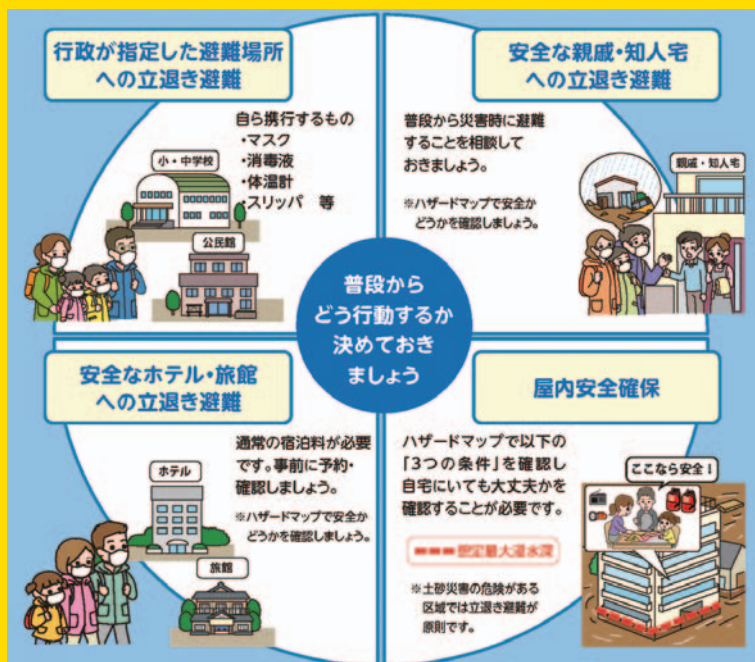 行政が指定した避難場所
への立退き避難
自ら携行するもの
・マスク
・消毒液
・体温計
・スリッパ 等
小・中学校
公民館
安全な親戚・知人宅
への立退き避難
普段から災害時に避難
することを相談して
おきましょう。
※ハザードマップで安全か
どうかを確認しましょう。
親戚・知人宅
普段から
どう行動するか
決めておき
ましょう
安全なホテル・旅館
への立退き避難
通常の宿泊料が必要
です。事前に予約・
確認しましょう。
※ハザードマップで安全か
どうかを確認しましょう。
ホテル
旅館
屋内安全確保
ハザードマップで以下の
「3つの条件」を確認し
自宅にいても大丈夫かを
確認することが必要です。
想定最大浸水深
※土砂災害の危険がある
区域では立退き避難が
原則です。
ここなら安全！